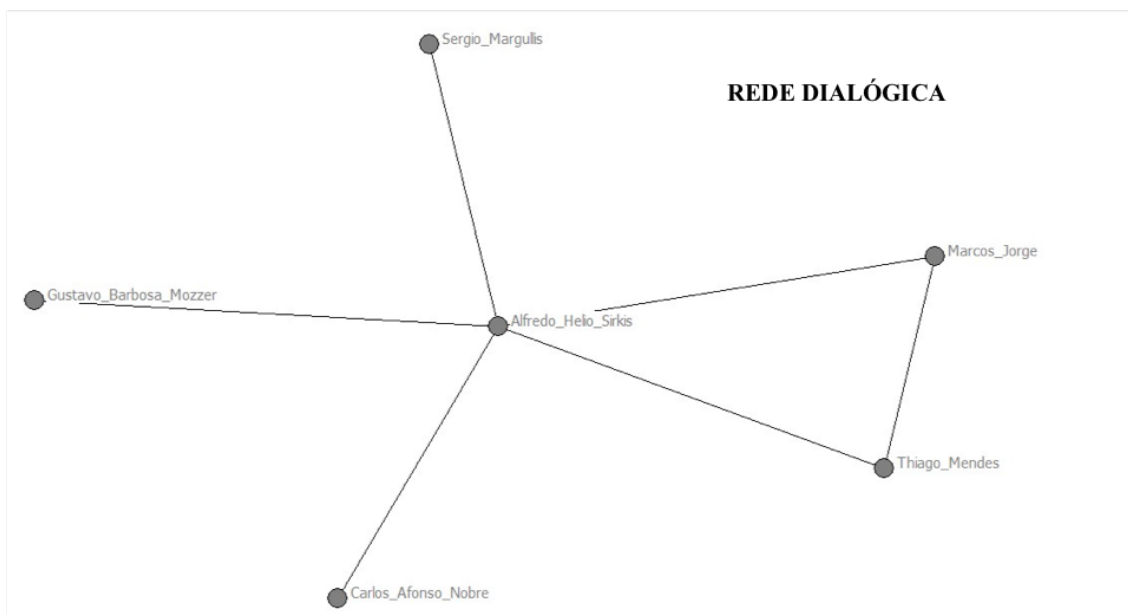 Sergio_Margulis
REDE DIALÓGICA
Marcos_Jorge
Gustavo_Barbosa_Mozzer
Alfredo_Helio_Sirkis
Thiago_Mendes
Carlos_Afonso_Nobre